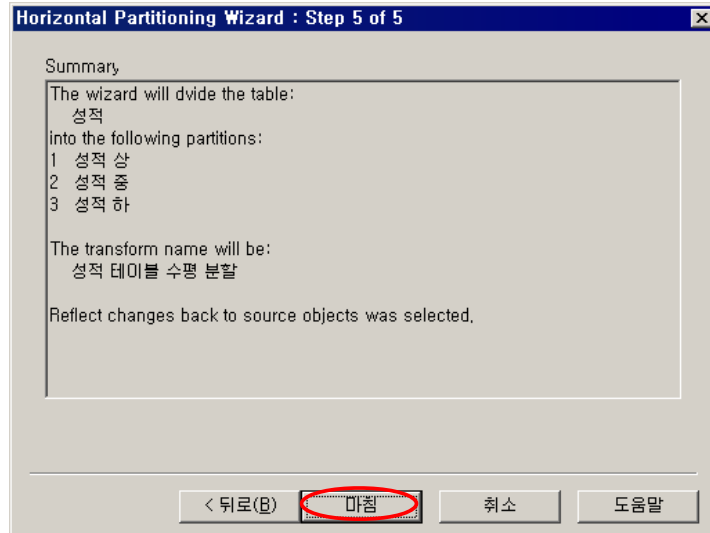 Horizontal Partitioning Wizard : Step 5 of 5
Summary
The wizard will dvide the table:
성적
into the following partitions:
1 성적 상
2 성적 중
3 성적 하
The transform name will be:
성적 테이블 수평 분할
Reflect changes back to source objects was selected.
< 뒤로(B) 마침 취소 도움말